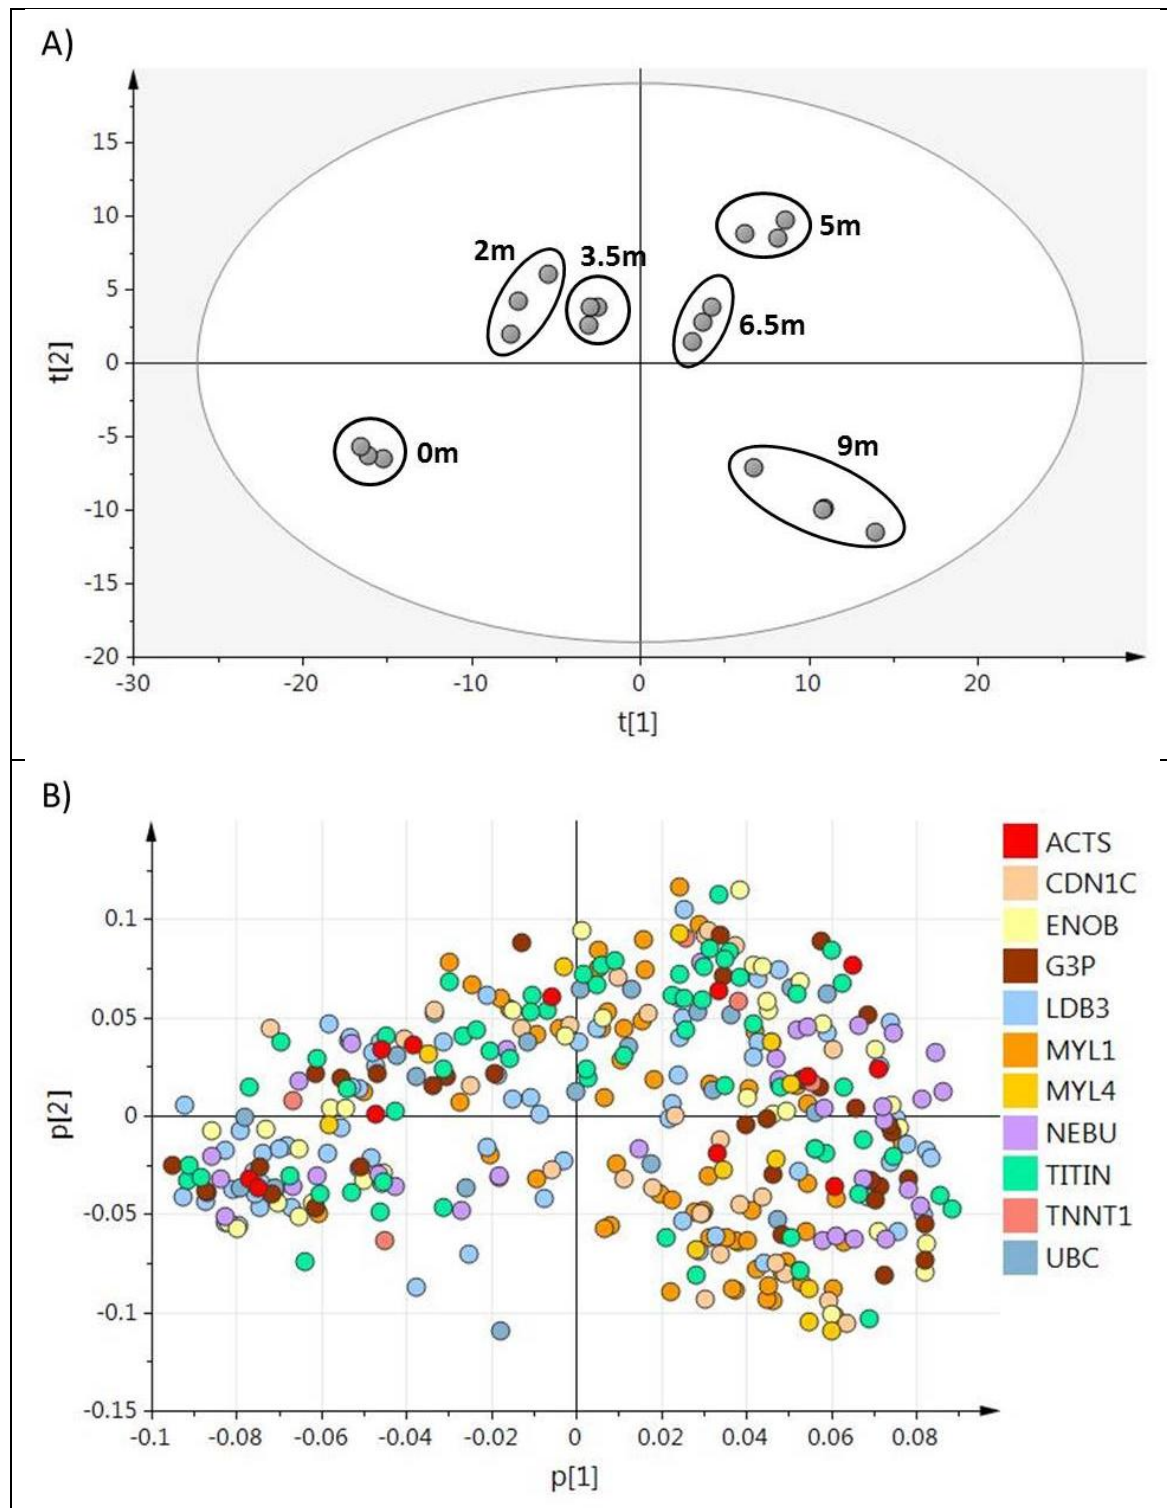 A)
15
10
5
0
-5
-10
-15
-20
t[2]
2m
3.5m
5m
6.5m
0m
9m
-30
-20
-10
0
10
20
t[1]
B)
0.1
0.05
0
-0.05
-0.1
-0.15
p[2]
-0.1
-0.08
-0.06
-0.04
-0.02
0
0.02
0.04
0.06
0.08
p[1]
ACTS
CDN1C
ENOB
G3P
LDB3
MYL1
MYL4
NEBU
TITIN
TNNT1
UBC